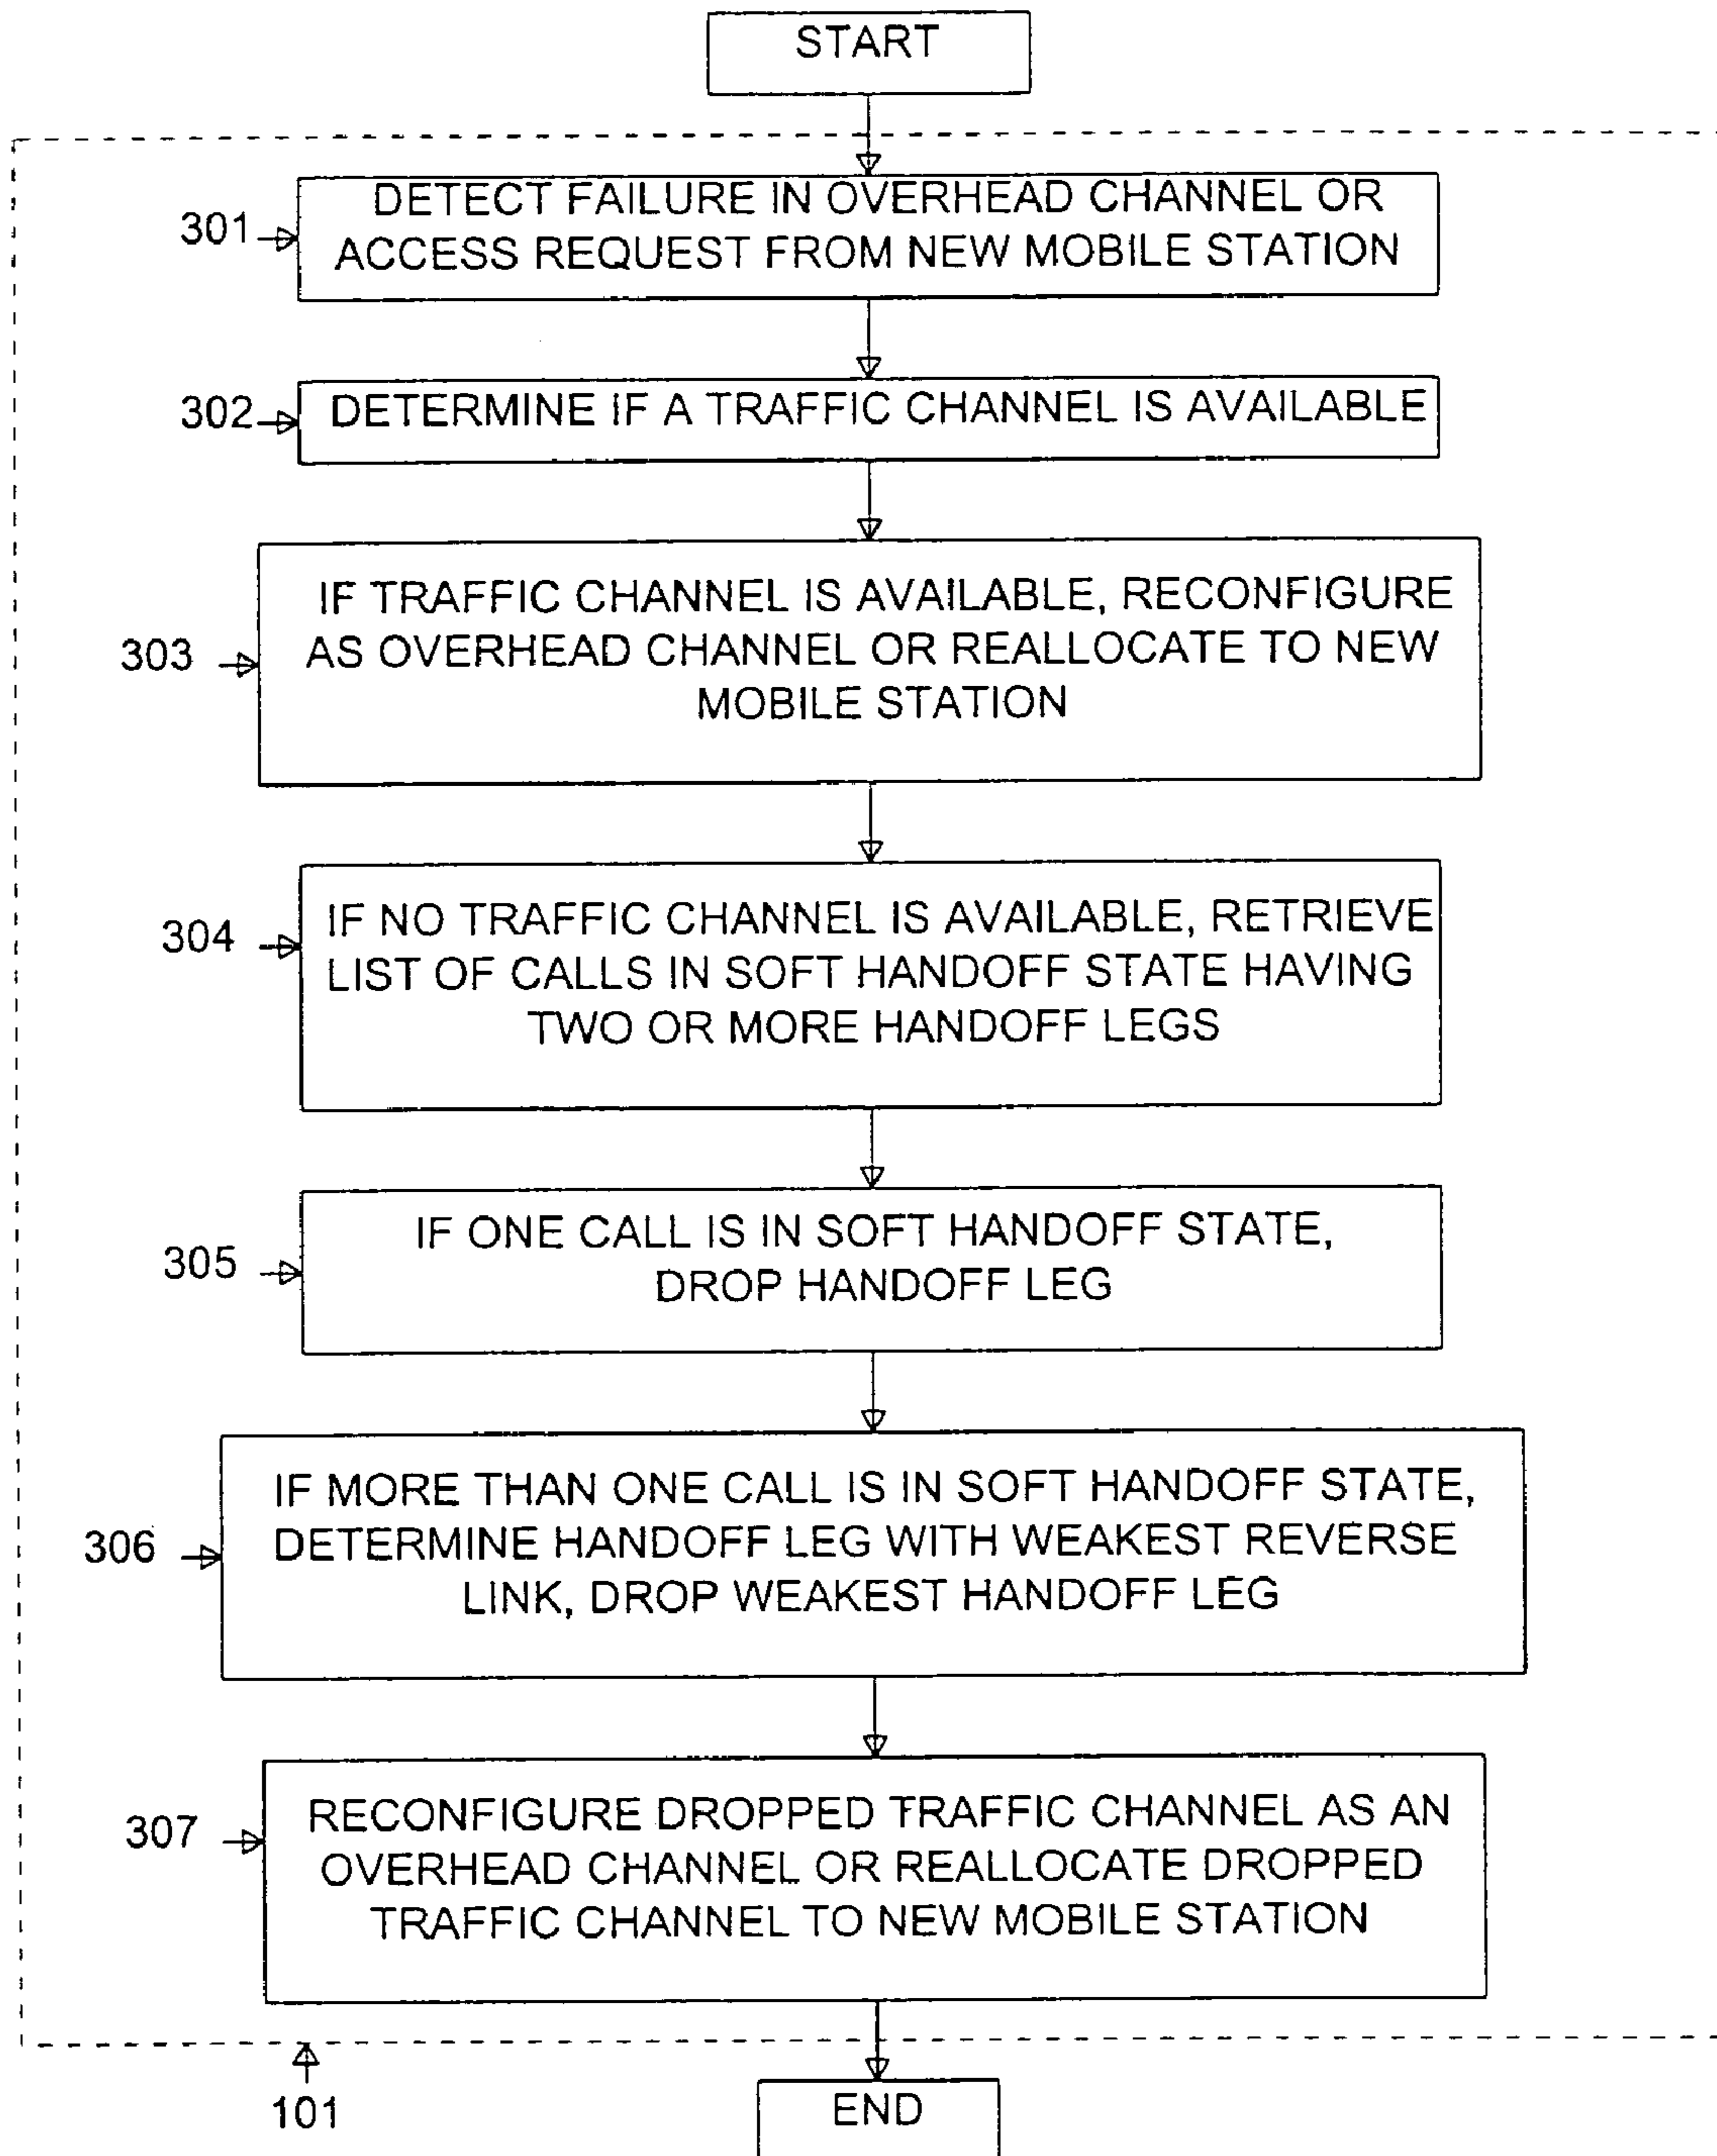 START
301
DETECT FAILURE IN OVERHEAD CHANNEL OR
ACCESS REQUEST FROM NEW MOBILE STATION
302
DETERMINE IF A TRAFFIC CHANNEL IS AVAILABLE
303
IF TRAFFIC CHANNEL IS AVAILABLE, RECONFIGURE
AS OVERHEAD CHANNEL OR REALLOCATE TO NEW
MOBILE STATION
304
IF NO TRAFFIC CHANNEL IS AVAILABLE, RETRIEVE
LIST OF CALLS IN SOFT HANDOFF STATE HAVING
TWO OR MORE HANDOFF LEGS
305
IF ONE CALL IS IN SOFT HANDOFF STATE,
DROP HANDOFF LEG
306
IF MORE THAN ONE CALL IS IN SOFT HANDOFF STATE,
DETERMINE HANDOFF LEG WITH WEAKEST REVERSE
LINK, DROP WEAKEST HANDOFF LEG
307
RECONFIGURE DROPPED TRAFFIC CHANNEL AS AN
OVERHEAD CHANNEL OR REALLOCATE DROPPED
TRAFFIC CHANNEL TO NEW MOBILE STATION
101
END